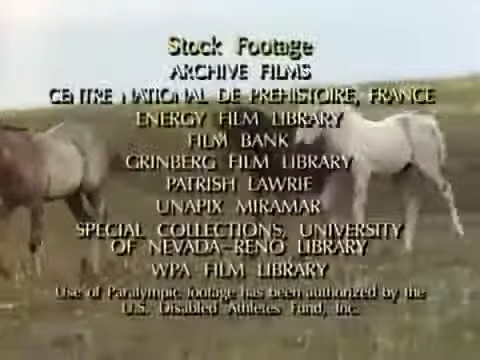 Stock Footage
ARCHIVE FILMS
CENTRE NATIONAL DE PREHISTOIRE, FRANCE
ENERGY FILM LIBRARY
FILM BANK
GRINBERG FILM LIBRARY
PATRISH LAWRIE
UNAPIX MIRAMAR
SPECIAL COLLECTIONS, UNIVERSITY
OF NEVADA-RENO LIBRARY
WPA FILM LIBRARY
Use of Paralympic footage has been authorized by the
U.S. Disabled Athletes Fund, Inc.